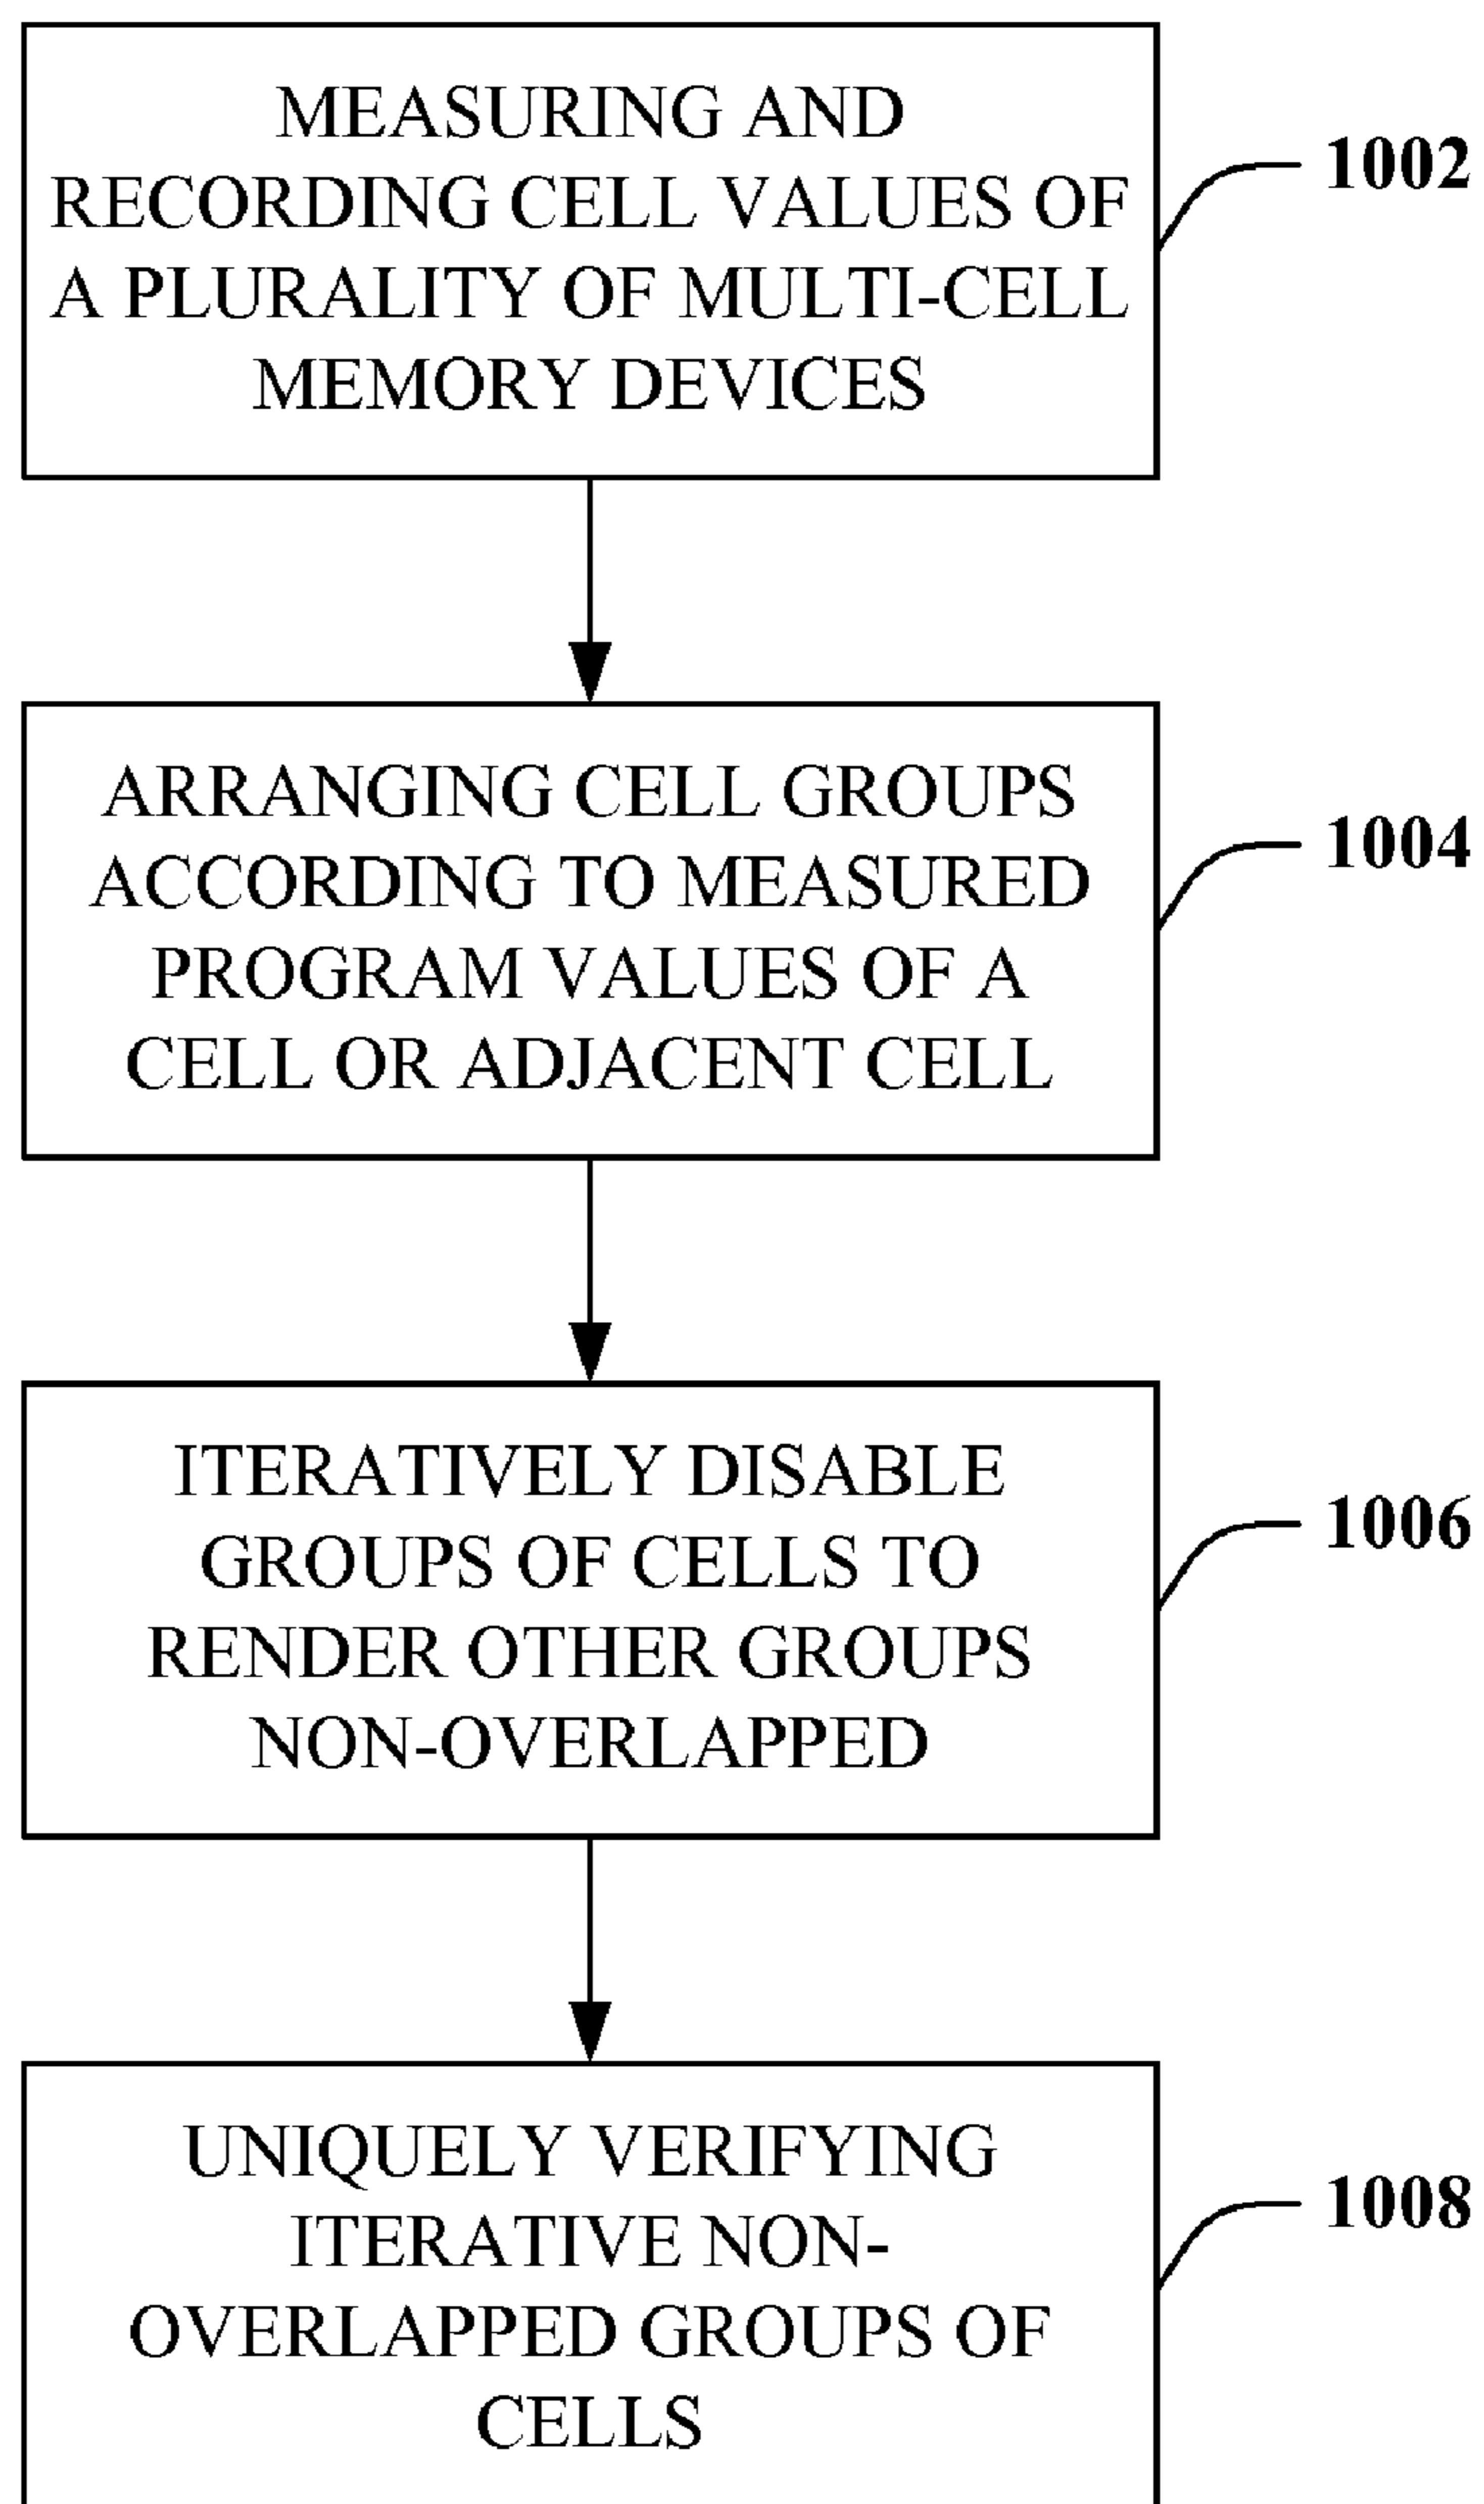 MEASURING AND
RECORDING CELL VALUES OF
A PLURALITY OF MULTI-CELL
MEMORY DEVICES
1002
ARRANGING CELL GROUPS
ACCORDING TO MEASURED
PROGRAM VALUES OF A
CELL OR ADJACENT CELL
1004
ITERATIVELY DISABLE
GROUPS OF CELLS TO
RENDER OTHER GROUPS
NON-OVERLAPPED
1006
UNIQUELY VERIFYING
ITERATIVE NON-
OVERLAPPED GROUPS OF
CELLS
1008